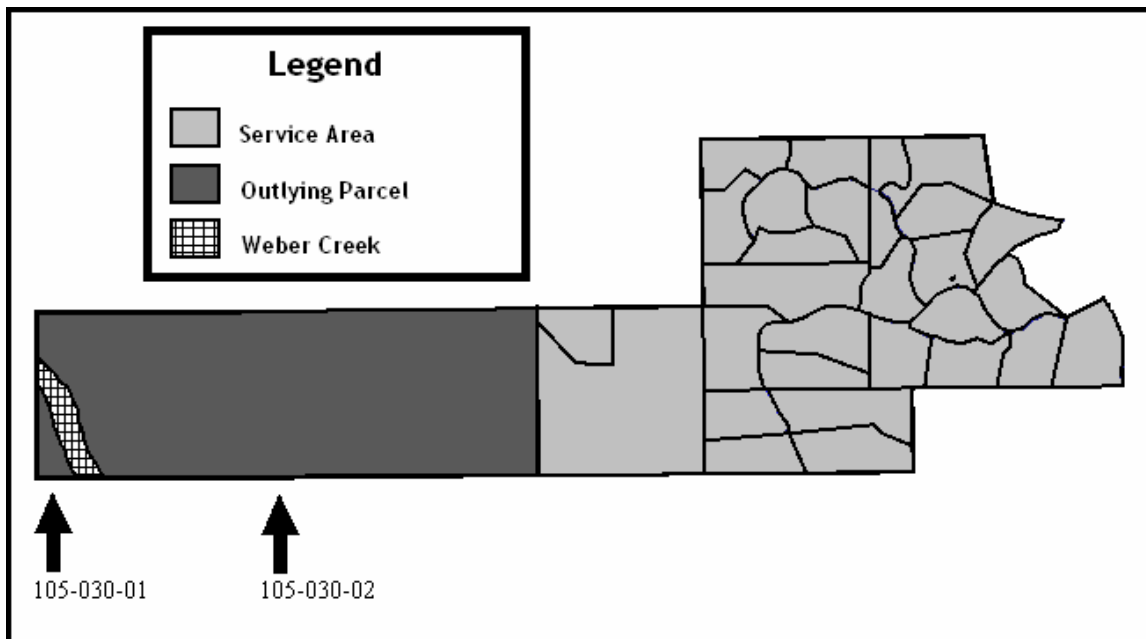 Legend
Service Area
Outlying Parcel
Weber Creek
105-030-01
105-030-02